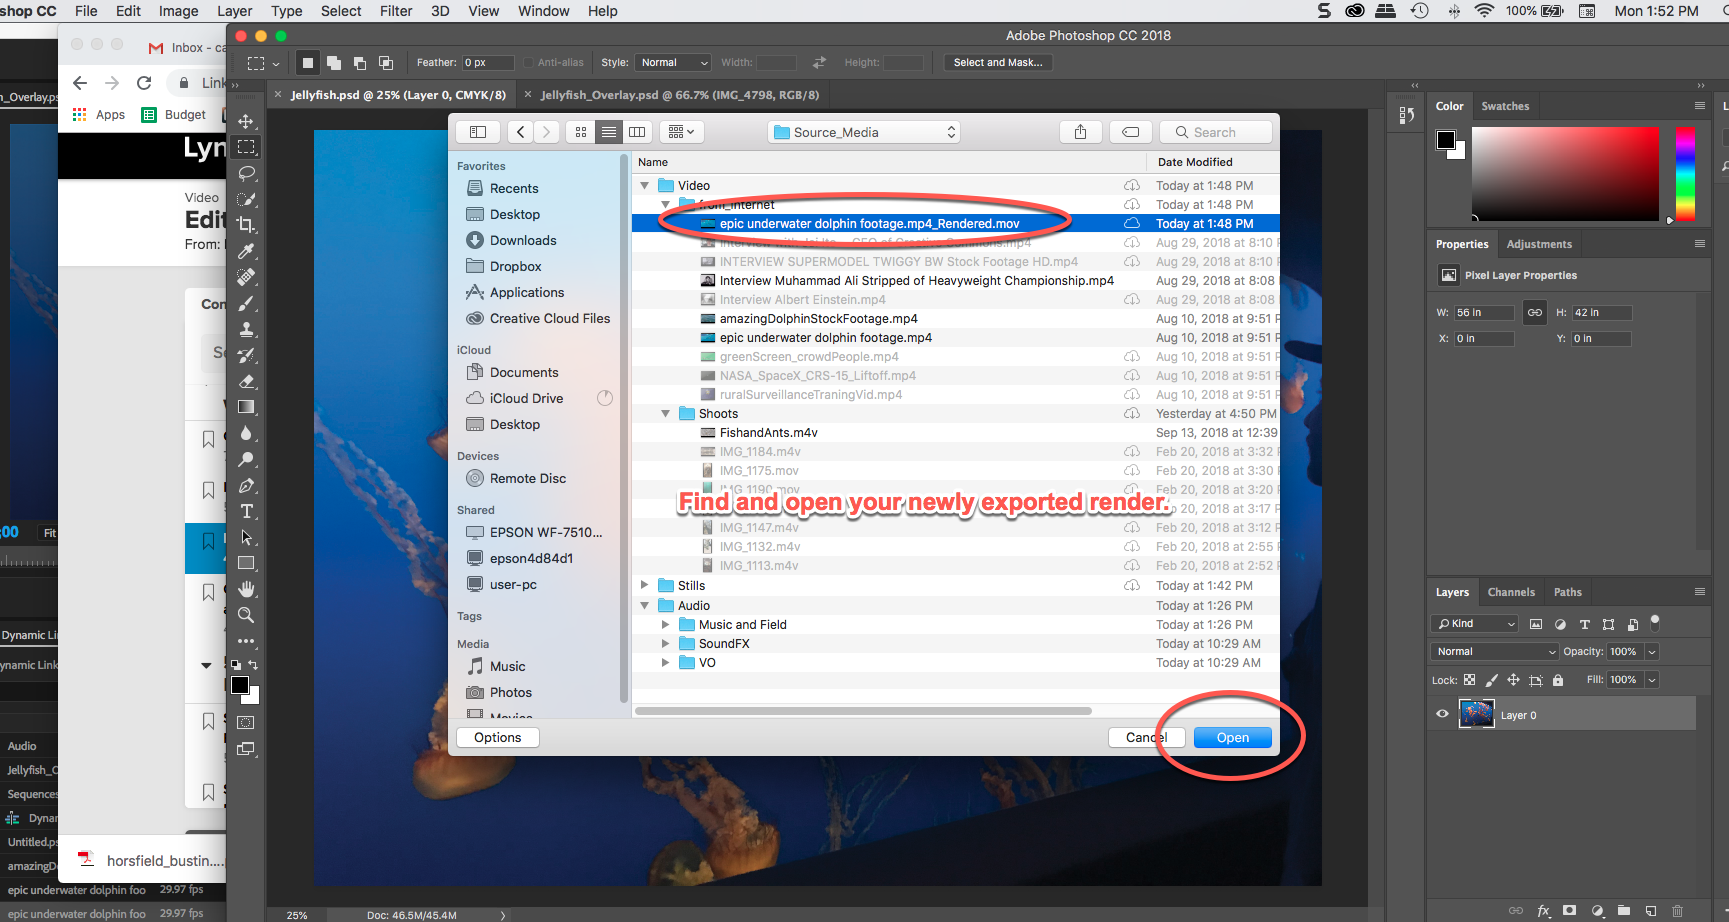 shop CC File Edit Image Layer Type Select Filter 3D View Window Help 100% Mon 1:52 PM
Adobe Photoshop CC 2018
Inbox - ca
Feather: 0 px Anti-alias Style: Normal Width: Height: Select and Mask...
h_Overlay.ps
Jellyfish.psd @ 25% (Layer 0, CMYK/8) Jellyfish_Overlay.psd @ 66.7% (IMG_4798, RGB/8)
Apps Budget
Lyn
Video
Edit
From:
Con
:00 Fit
Dynamic Lin
ynamic Link
Audio
Jellyfish_C
Sequences
Dynar
Untitled.p
amazingD
epic underwater dolphin foo 29.97 fps
epic underwater dolphin foo 29.97 fps
horsfield_bustin....
Source_Media
Search
Favorites
Recents
Desktop
Downloads
Dropbox
Applications
Creative Cloud Files
iCloud
Documents
iCloud Drive
Desktop
Devices
Remote Disc
Shared
EPSON WF-7510...
epson4d84d1
user-pc
Tags
Media
Music
Photos
Movies
Name Date Modified
Video Today at 1:48 PM
from_internet Today at 1:48 PM
epic underwater dolphin footage.mp4_Rendered.mov Today at 1:48 PM
Interview with Joi Ito - CEO of Creative Commons.mp4 Aug 29, 2018 at 8:10
INTERVIEW SUPERMODEL TWIGGY BW Stock Footage HD.mp4 Aug 29, 2018 at 8:10
Interview Muhammad Ali Stripped of Heavyweight Championship.mp4 Aug 29, 2018 at 8:08
Interview Albert Einstein.mp4 Aug 29, 2018 at 8:08
amazingDolphinStockFootage.mp4 Aug 10, 2018 at 9:51
epic underwater dolphin footage.mp4 Aug 10, 2018 at 9:51
greenScreen_crowdPeople.mp4 Aug 10, 2018 at 9:51
NASA_SpaceX_CRS-15_Liftoff.mp4 Aug 10, 2018 at 9:51
ruralSurveillanceTraningVid.mp4 Aug 10, 2018 at 9:51
Shoots Yesterday at 4:50 PM
FishandAnts.m4v Sep 13, 2018 at 12:39
IMG_1184.m4v Feb 20, 2018 at 3:32
IMG_1175.mov Feb 20, 2018 at 3:30
IMG_1190.mov Feb 20, 2018 at 3:20
Find and open your newly exported render.
20, 2018 at 3:17
IMG_1147.m4v Feb 20, 2018 at 3:12
IMG_1132.m4v Feb 20, 2018 at 2:55
IMG_1113.m4v Feb 20, 2018 at 2:52
Stills Today at 1:42 PM
Audio Today at 1:26 PM
Music and Field Today at 1:26 PM
SoundFX Today at 10:29 AM
VO Today at 10:29 AM
Options Cancel Open
25% Doc: 46.5M/45.4M
Color Swatches
Properties Adjustments
Pixel Layer Properties
W: 56 in H: 42 in
X: 0 in Y: 0 in
Layers Channels Paths
Kind
Normal Opacity: 100%
Lock: Fill: 100%
Layer 0